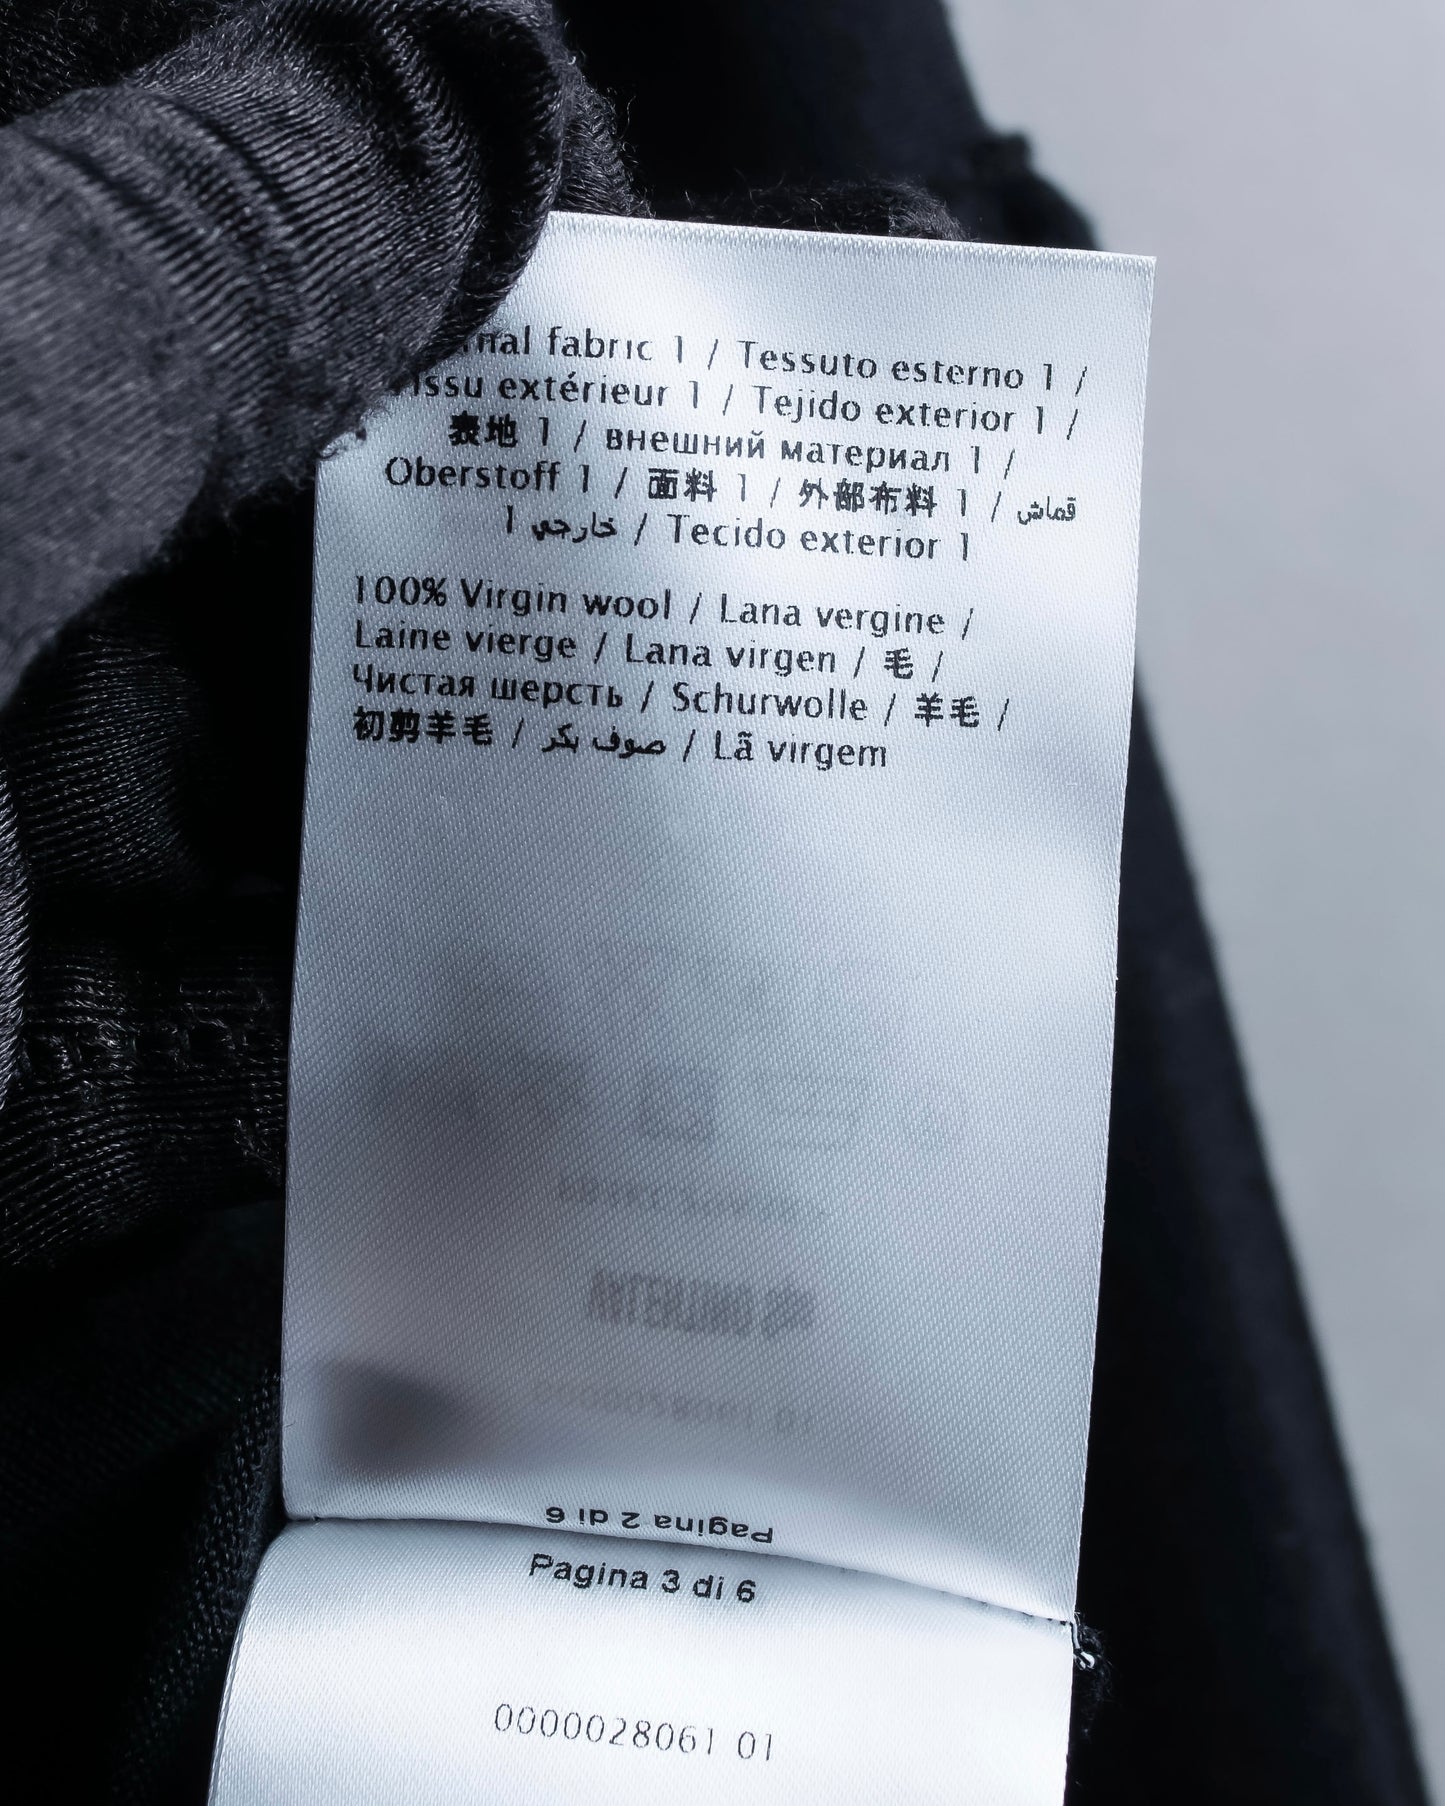 fabric 1 / Tessuto esterno 1 /
extérieur 1 / Tejido exterior 1 /
表地 1 / внешний материал 1 /
Oberstoff 1 / 面料 1 / 外部布料 1 / قماش
خارجي 1 / Tecido exterior 1
100% Virgin wool / Lana vergine /
Laine vierge / Lana virgen / 毛 /
Чистая шерсть / Schurwolle / 羊毛 /
初剪羊毛 / صوف بكر / Lã virgem
Pagina 2 di 6
Pagina 3 di 6
0000028061 01